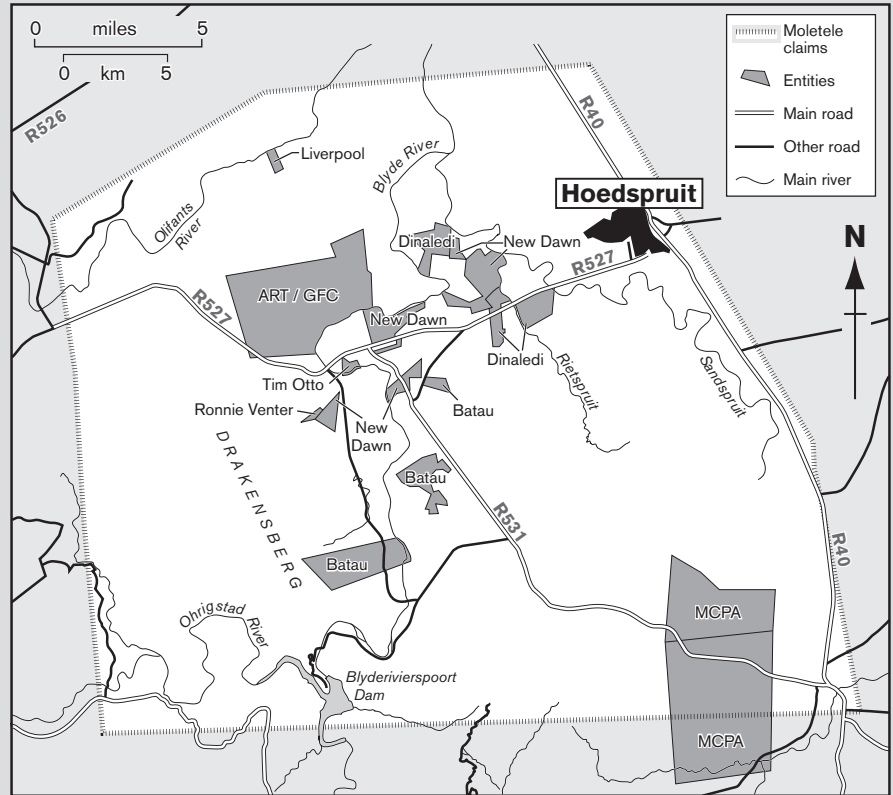 0 miles 5
0 km 5
Moletele
claims
Entities
Main road
Other road
Main river
R526
R40
Liverpool
Blyde River
Hoedspruit
Olifants
River
Dinaledi
New Dawn
N
R527
ART / GFC
R527
New Dawn
Dinaledi
Tim Otto
Rietspruit
Sandspruit
Ronnie Venter
New
Dawn
Batau
DRAKENSBERG
Batau
R531
R40
Batau
MCPA
Ohrigstad River
Blyderivierspoort
Dam
MCPA